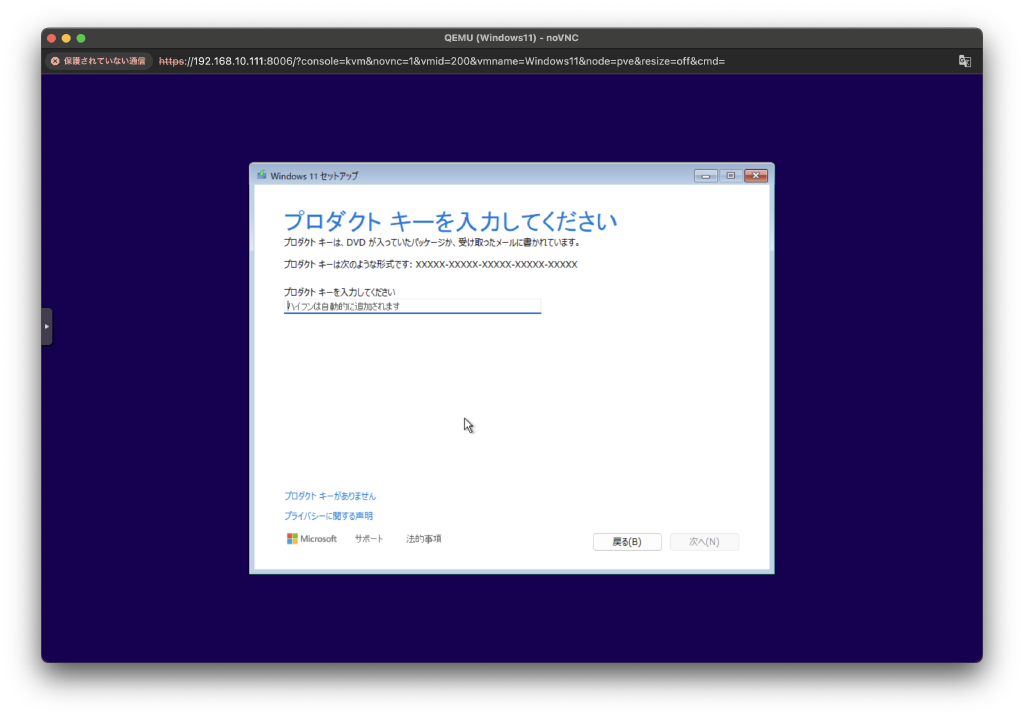 QEMU (Windows11) - noVNC
保護されていない通信 https://192.168.10.111:8006/?console=kvm&novnc=1&vmid=200&vmname=Windows11&node=pve&resize=off&cmd=
Windows 11 セットアップ
プロダクト キーを入力してください
プロダクト キーは、DVD が入っていたパッケージか、受け取ったメールに書かれています。
プロダクト キーは次のような形式です: XXXXX-XXXXX-XXXXX-XXXXX-XXXXX
プロダクト キーを入力してください
ハイフンは自動的に追加されます
プロダクト キーがありません
プライバシーに関する声明
Microsoft サポート 法的事項
戻る(B) 次へ(N)